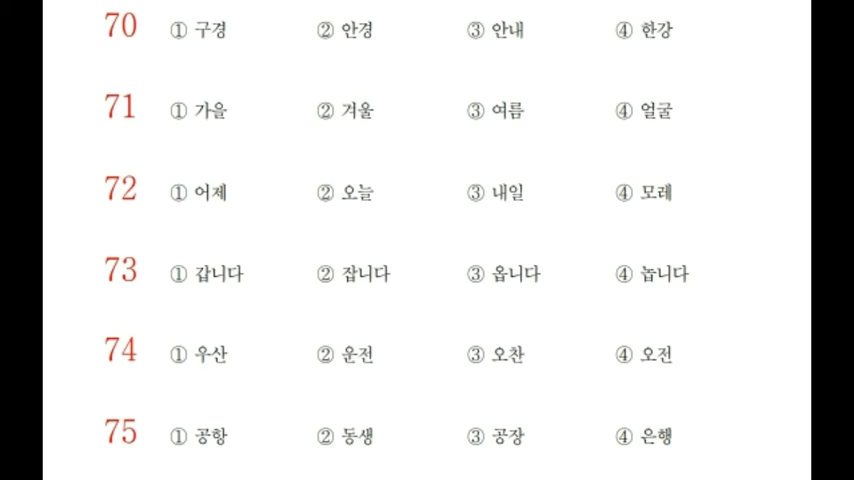 70 ① 구경 ② 안경 ③ 안내 ④ 한강
71 ① 가을 ② 겨울 ③ 여름 ④ 얼굴
72 ① 어제 ② 오늘 ③ 내일 ④ 모레
73 ① 갑니다 ② 잡니다 ③ 옵니다 ④ 놉니다
74 ① 우산 ② 운전 ③ 오찬 ④ 오전
75 ① 공항 ② 동생 ③ 공장 ④ 은행